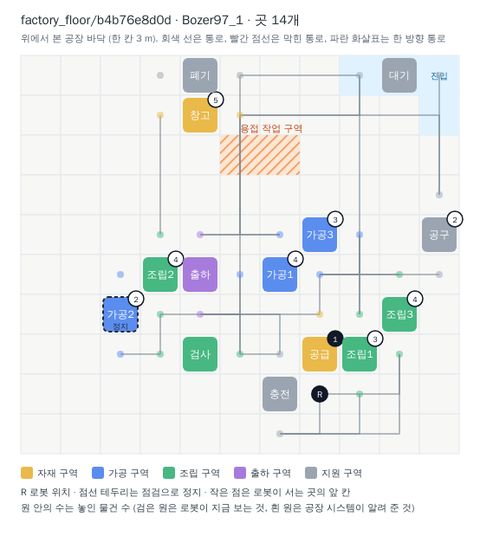 factory_floor/b4b76e8d0d · Bozer97_1 · 곳 14개
위에서 본 공장 바닥 (한 칸 3 m). 회색 선은 통로, 빨간 점선은 막힌 통로, 파란 화살표는 한 방향 통로
폐기
대기
창고
5
용접 작업 구역
가공3
3
공구
2
조립2
4
출하
가공1
4
가공2
2
정지
조립3
4
검사
공급
1
조립1
3
충전
R
자재 구역
가공 구역
조립 구역
출하 구역
지원 구역
R 로봇 위치 · 점선 테두리는 점검으로 정지 · 작은 점은 로봇이 서는 곳의 앞 칸
원 안의 수는 놓인 물건 수 (검은 원은 로봇이 지금 보는 것, 흰 원은 공장 시스템이 알려 준 것)